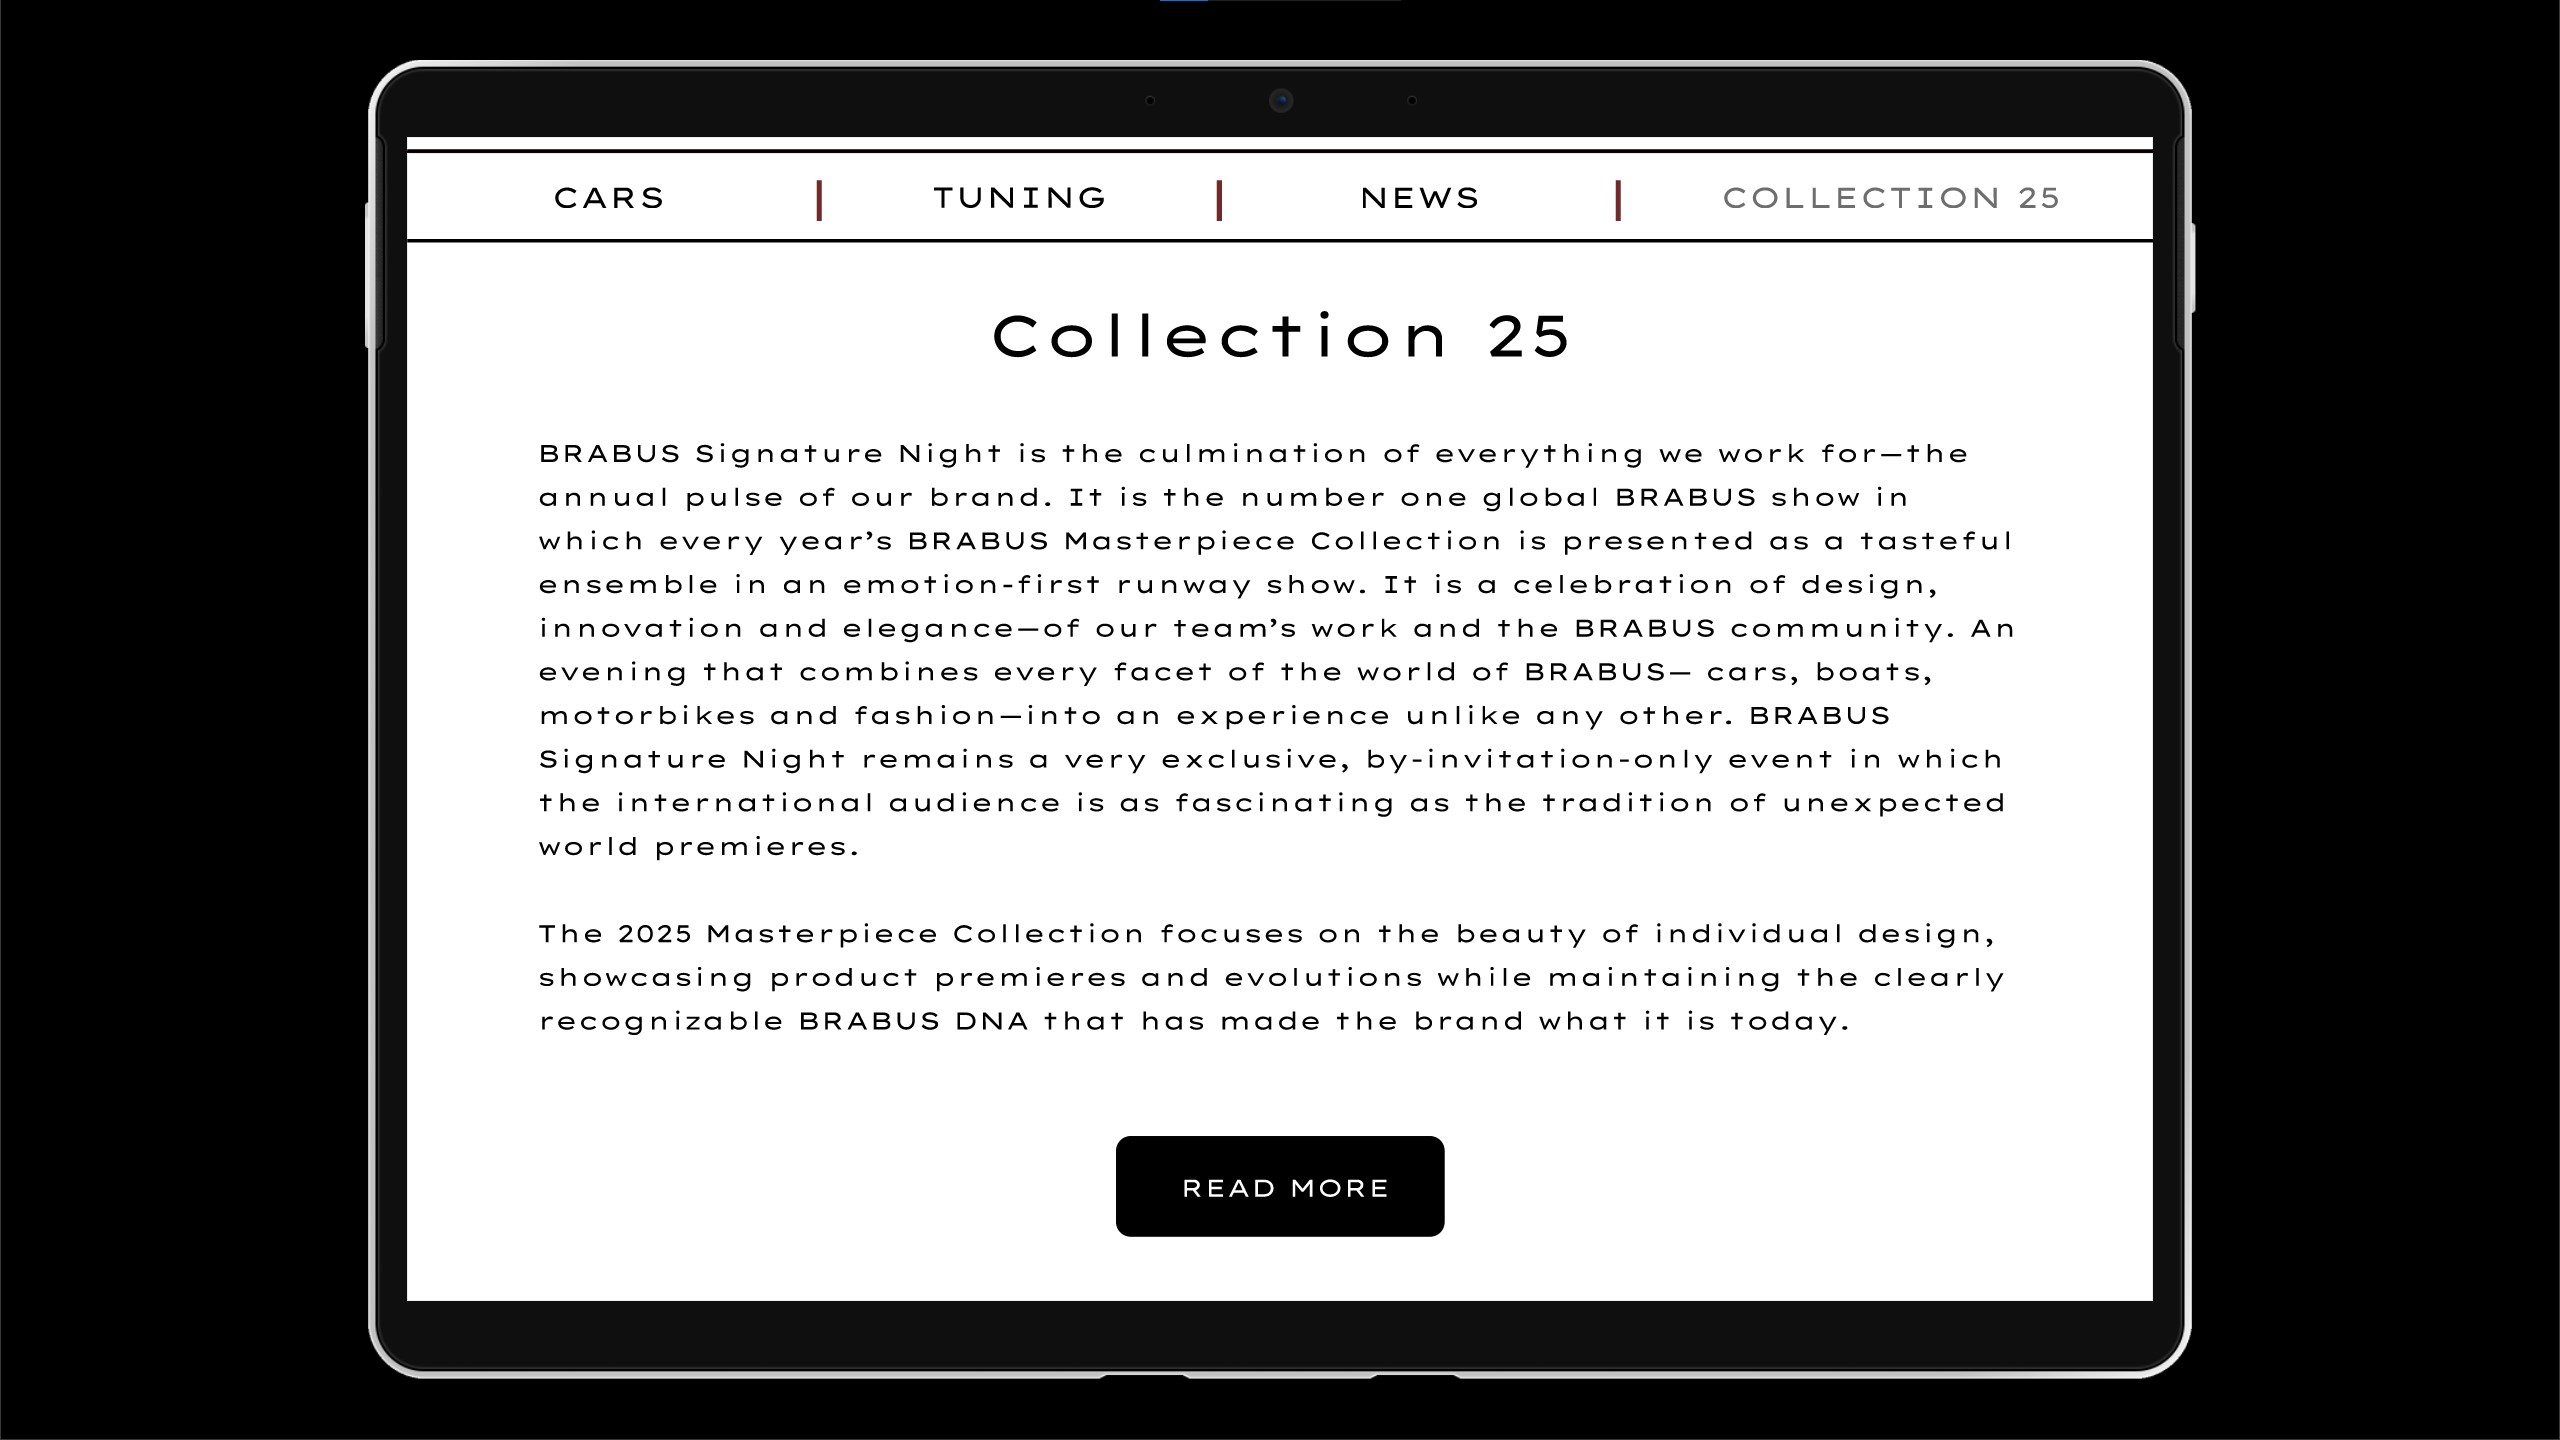 CARS | TUNING | NEWS | COLLECTION 25
Collection 25
BRABUS Signature Night is the culmination of everything we work for—the
annual pulse of our brand. It is the number one global BRABUS show in
which every year’s BRABUS Masterpiece Collection is presented as a tasteful
ensemble in an emotion-first runway show. It is a celebration of design,
innovation and elegance—of our team’s work and the BRABUS community. An
evening that combines every facet of the world of BRABUS— cars, boats,
motorbikes and fashion—into an experience unlike any other. BRABUS
Signature Night remains a very exclusive, by-invitation-only event in which
the international audience is as fascinating as the tradition of unexpected
world premieres.
The 2025 Masterpiece Collection focuses on the beauty of individual design,
showcasing product premieres and evolutions while maintaining the clearly
recognizable BRABUS DNA that has made the brand what it is today.
READ MORE